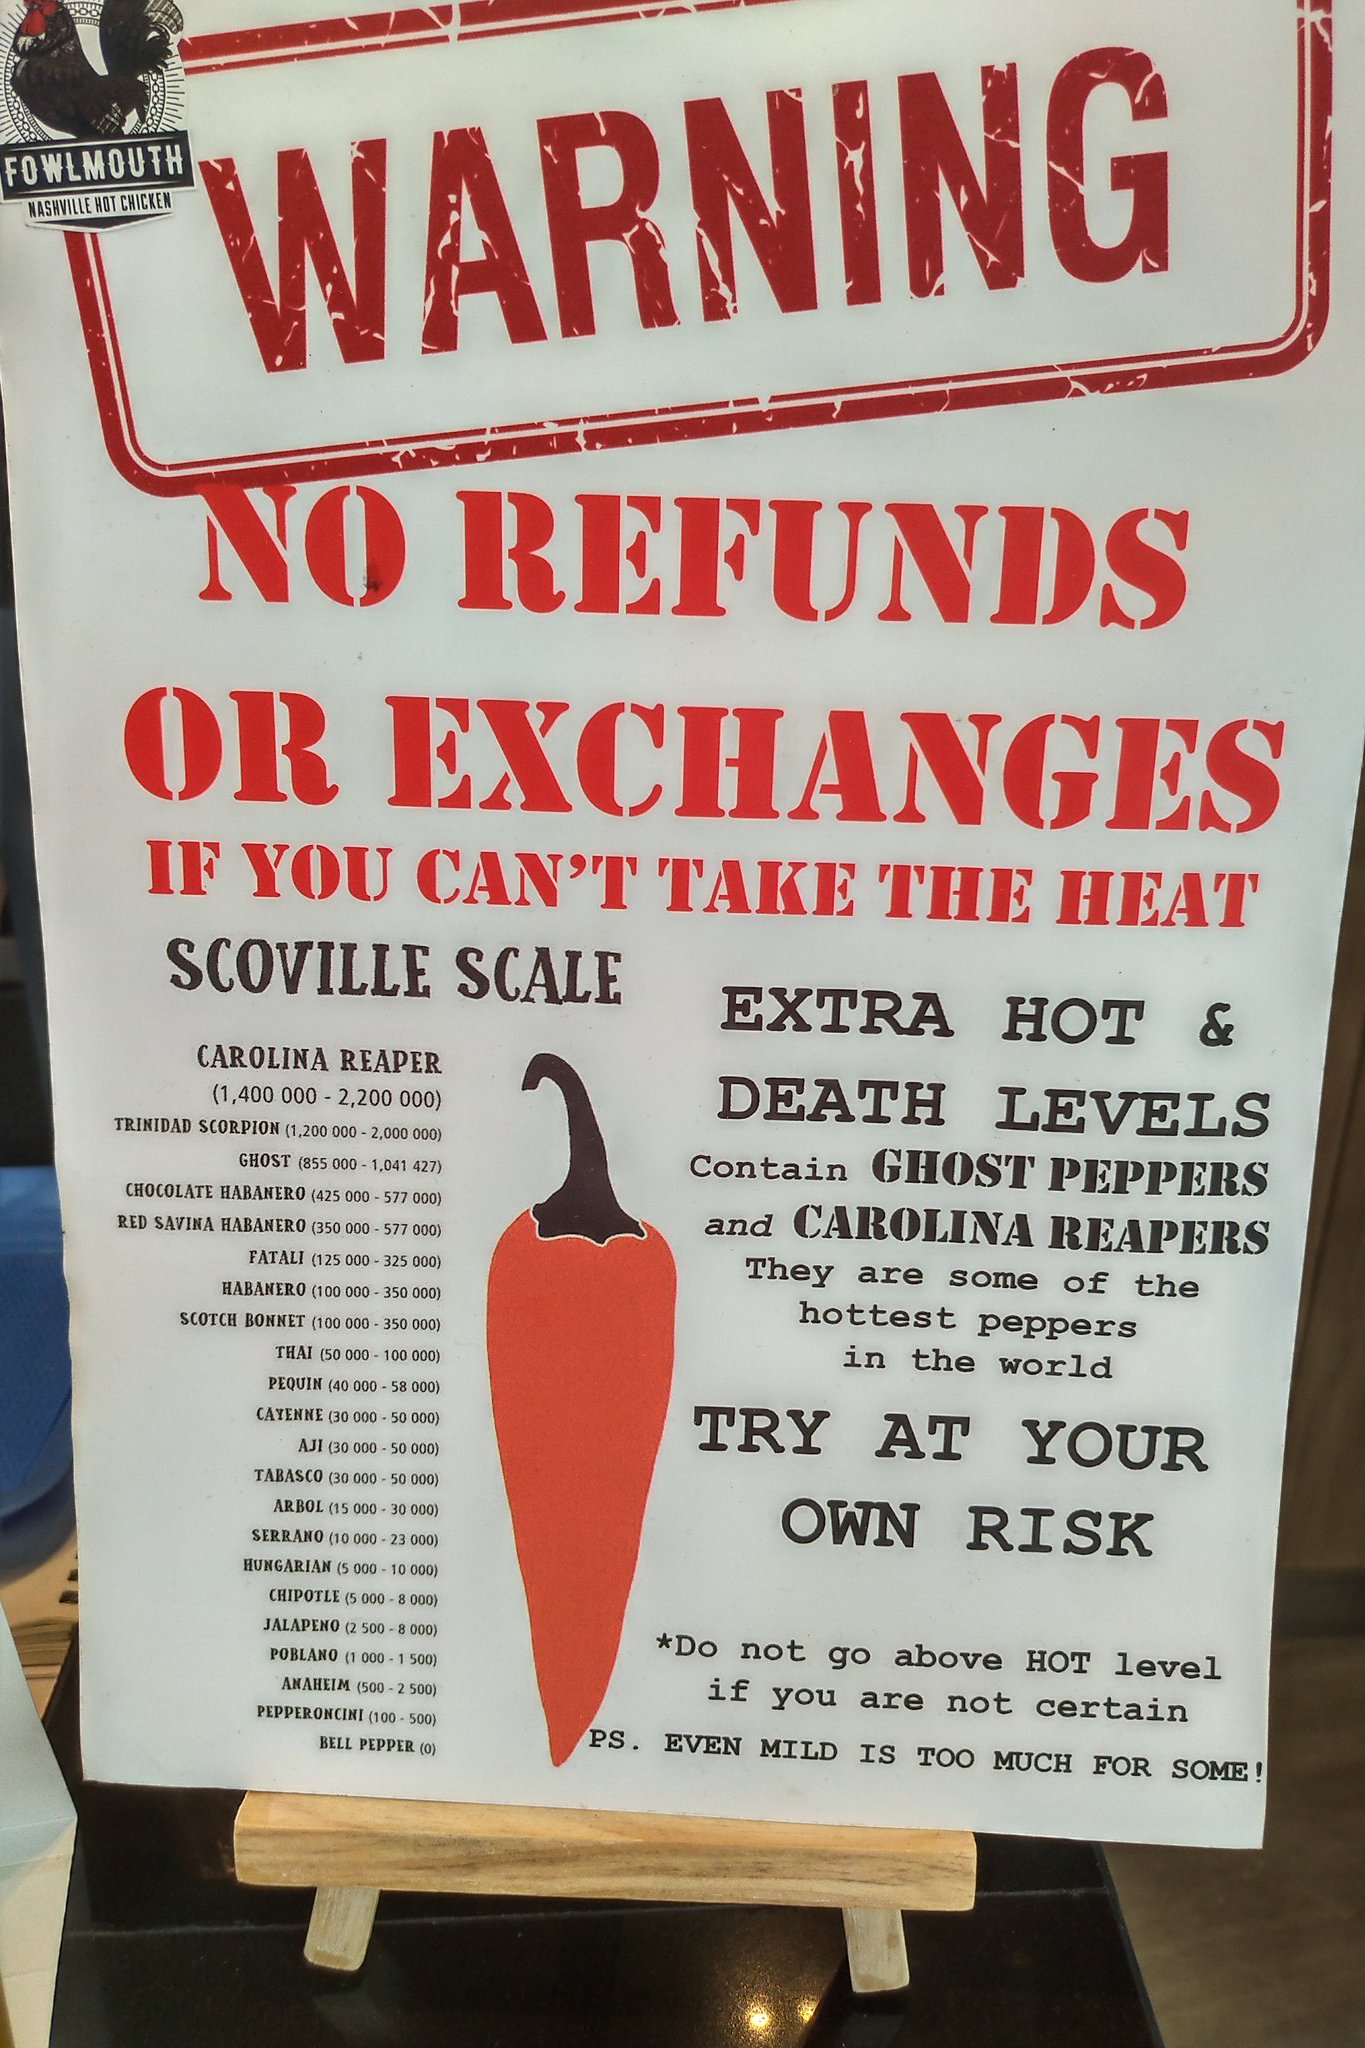 FOWLMOUTH
NASHVILLE HOT CHICKEN
WARNING
NO REFUNDS
OR EXCHANGES
IF YOU CAN'T TAKE THE HEAT
SCOVILLE SCALE
CAROLINA REAPER
(1,400 000 - 2,200 000)
TRINIDAD SCORPION (1,200 000 - 2,000 000)
GHOST (855 000 - 1,041 427)
CHOCOLATE HABANERO (425 000 - 577 000)
RED SAVINA HABANERO (350 000 - 577 000)
FATALI (125 000 - 325 000)
HABANERO (100 000 - 350 000)
SCOTCH BONNET (100 000 - 350 000)
THAI (50 000 - 100 000)
PEQUIN (40 000 - 58 000)
CAYENNE (30 000 - 50 000)
AJI (30 000 - 50 000)
TABASCO (30 000 - 50 000)
ARBOL (15 000 - 30 000)
SERRANO (10 000 - 23 000)
HUNGARIAN (5 000 - 10 000)
CHIPOTLE (5 000 - 8 000)
JALAPENO (2 500 - 8 000)
POBLANO (1 000 - 1 500)
ANAHEIM (500 - 2 500)
PEPPERONCINI (100 - 500)
BELL PEPPER (0)
EXTRA HOT &
DEATH LEVELS
Contain GHOST PEPPERS
and CAROLINA REAPERS
They are some of the
hottest peppers
in the world
TRY AT YOUR
OWN RISK
*Do not go above HOT level
if you are not certain
PS. EVEN MILD IS TOO MUCH FOR SOME!